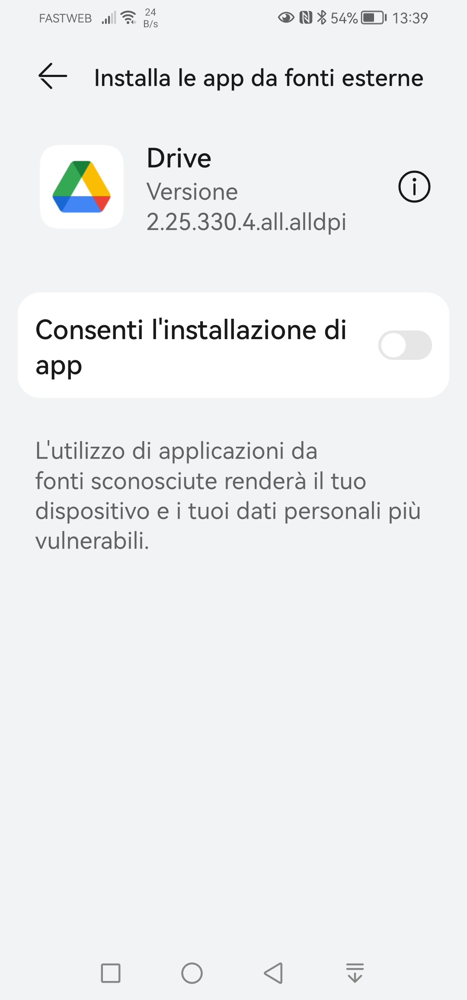 FASTWEB 24 B/s 54% 13:39
Installa le app da fonti esterne
Drive
Versione
2.25.330.4.all.alldpi
Consenti l'installazione di
app
L'utilizzo di applicazioni da
fonti sconosciute renderà il tuo
dispositivo e i tuoi dati personali più
vulnerabili.